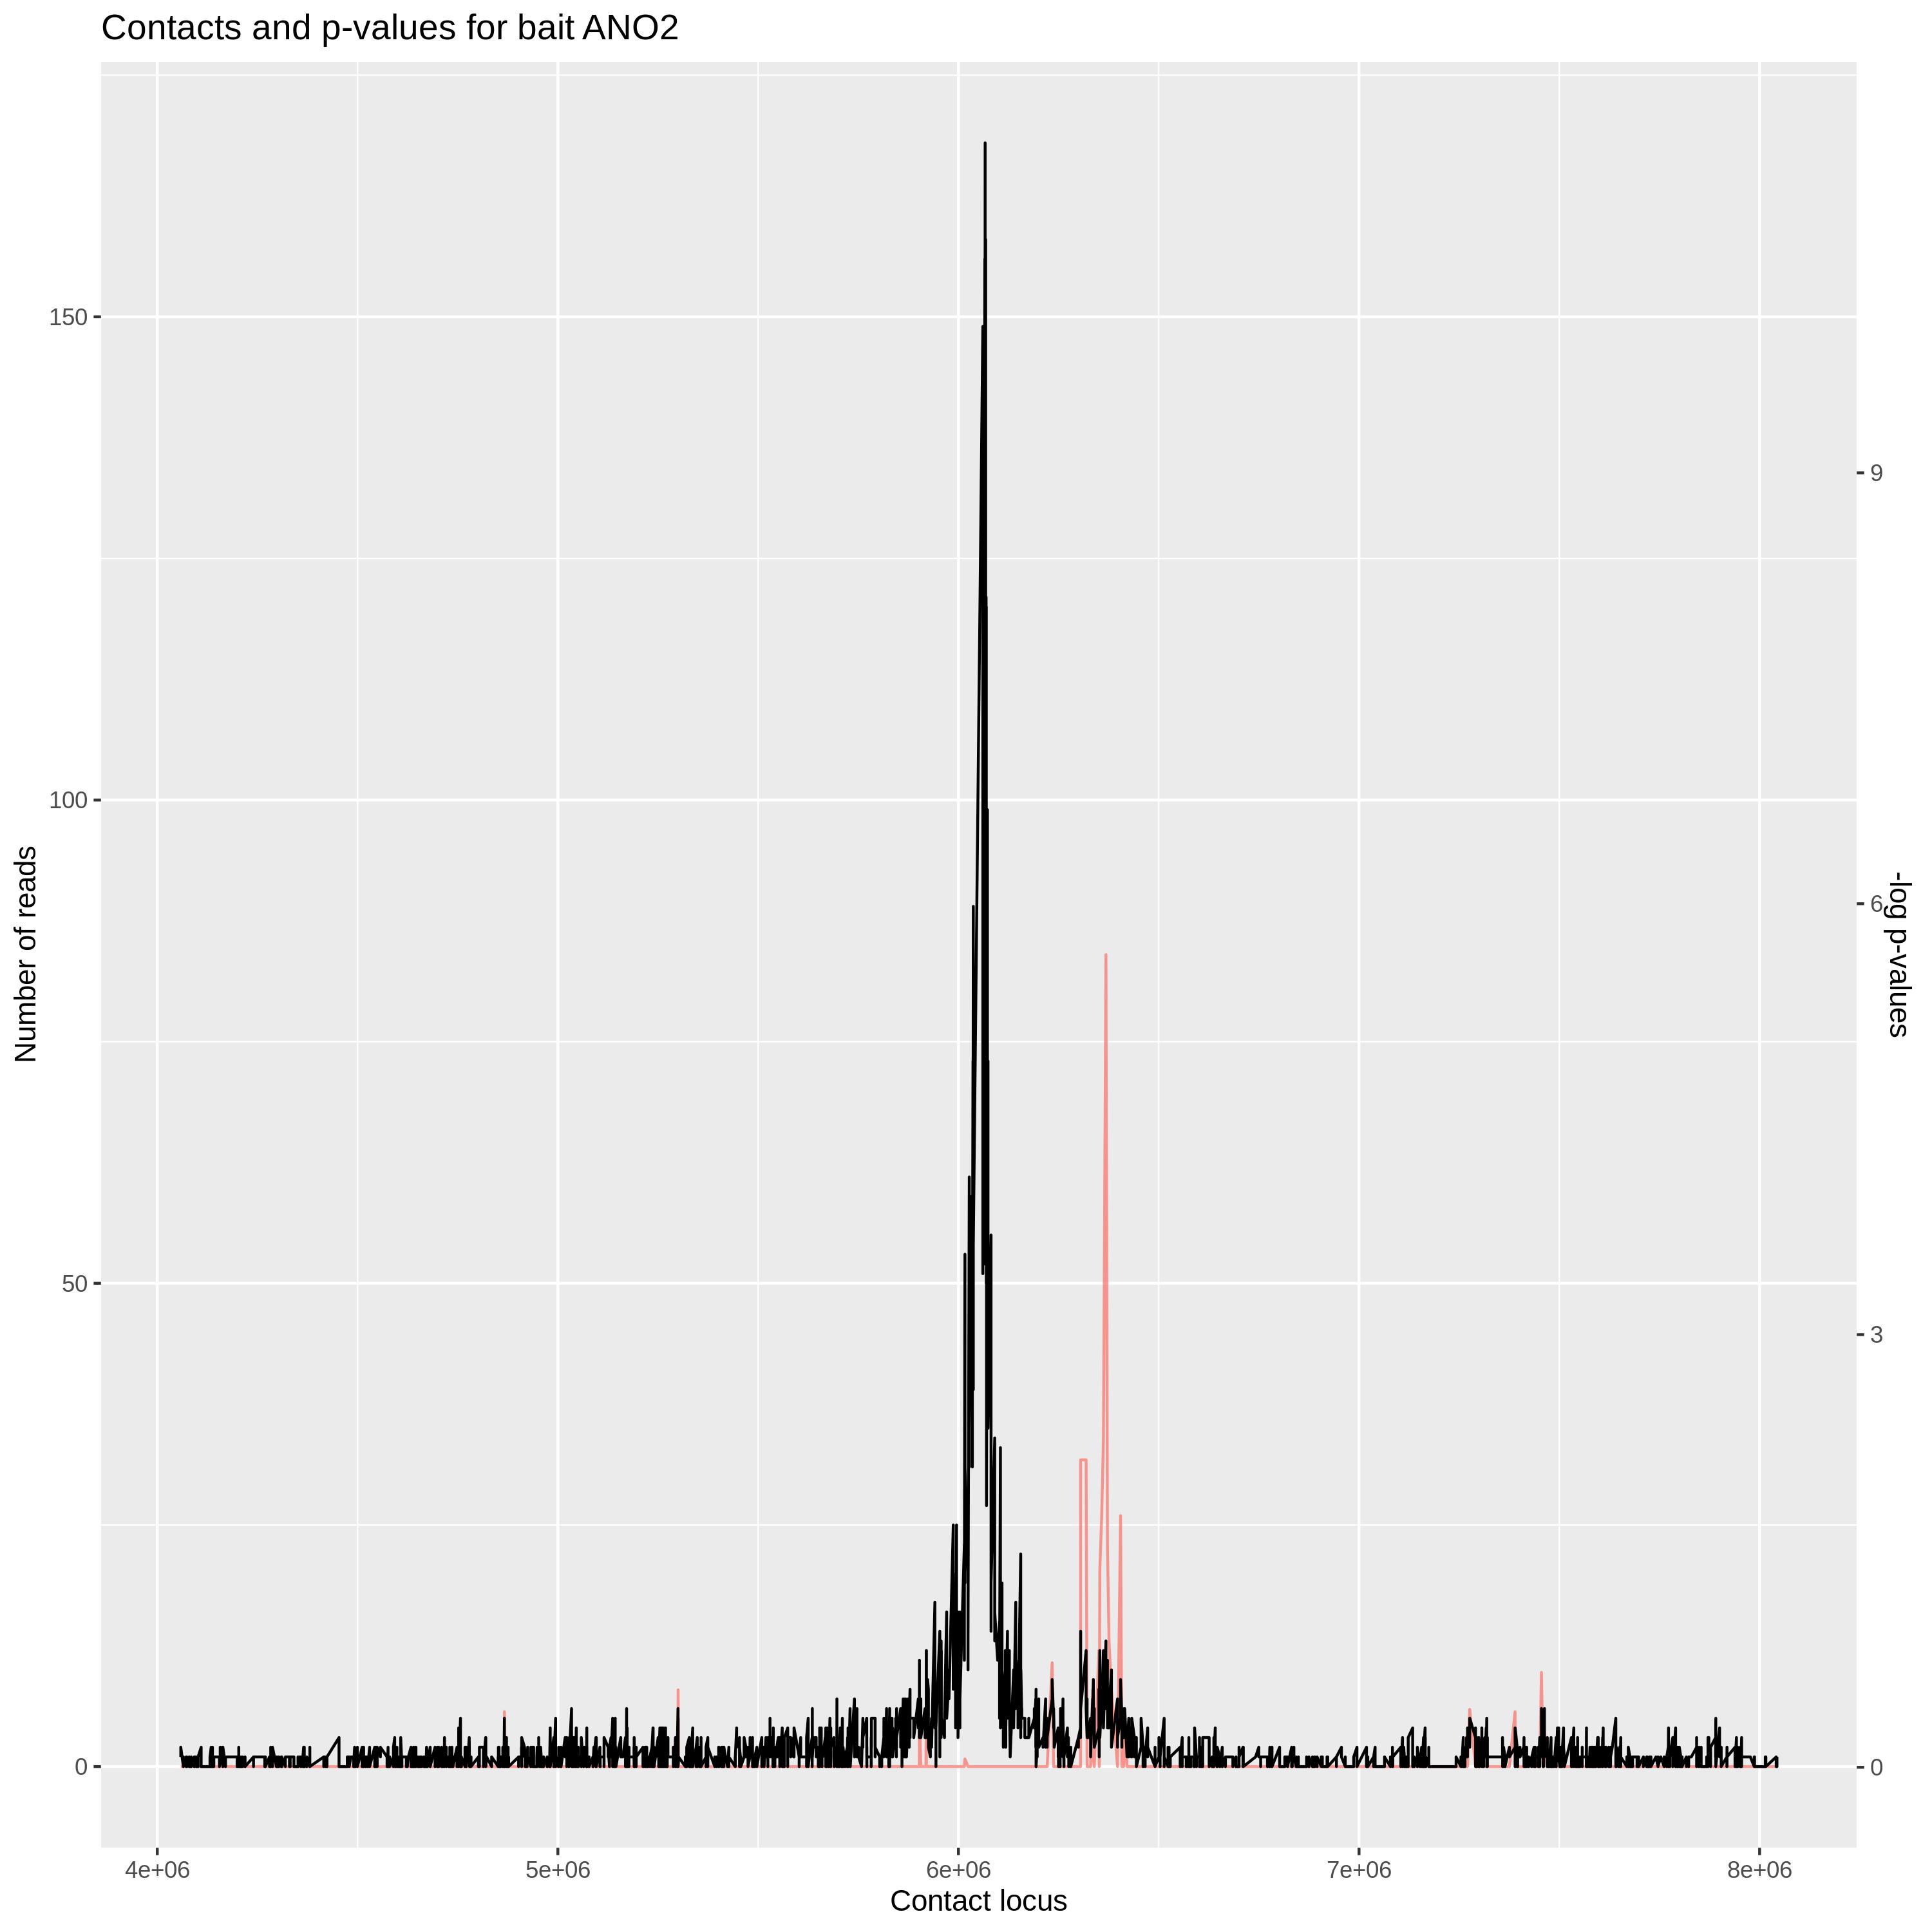 Contacts and p-values for bait ANO2
150
100
50
0
Number of reads
9
6
3
0
-log p-values
4e+06
5e+06
6e+06
7e+06
8e+06
Contact locus